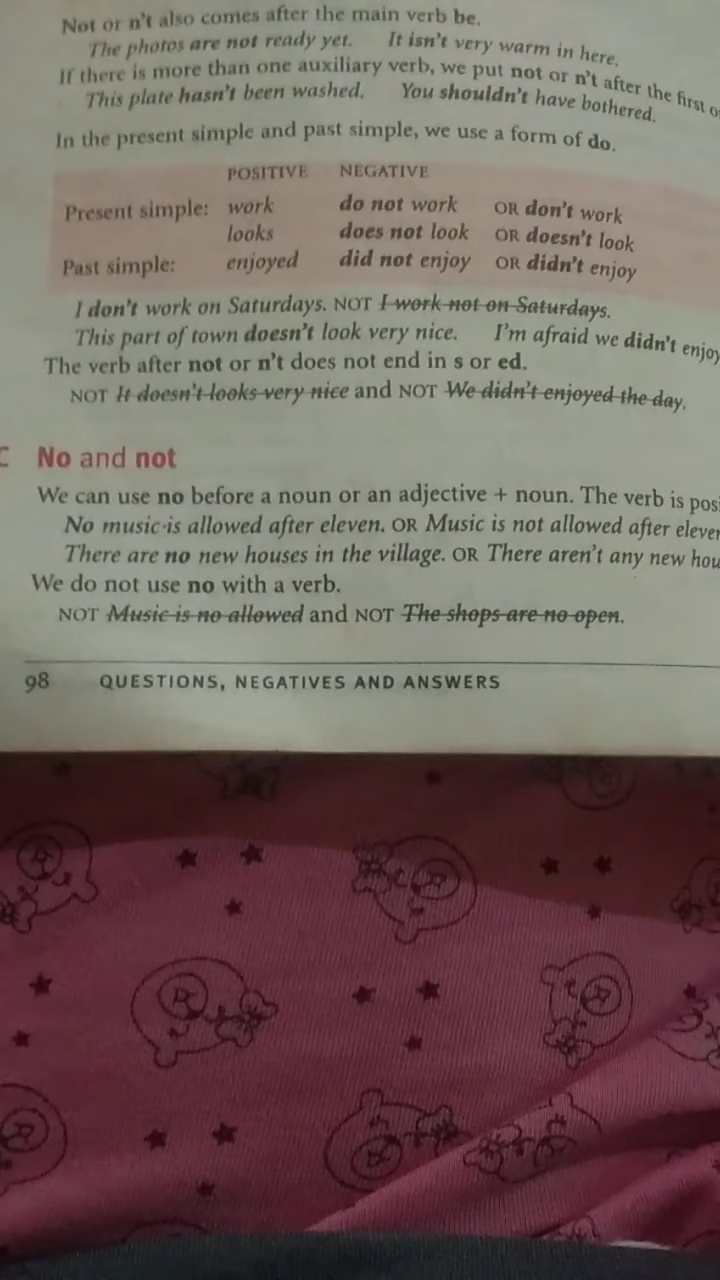 Not or n't also comes after the main verb be.
The photos are not ready yet. It isn't very warm in here.
If there is more than one auxiliary verb, we put not or n't after the first
This plate hasn't been washed. You shouldn't have bothered.
In the present simple and past simple, we use a form of do.
POSITIVE NEGATIVE
Present simple: work do not work OR don't work
looks does not look OR doesn't look
Past simple: enjoyed did not enjoy OR didn't enjoy
I don't work on Saturdays. NOT I work not on Saturdays.
This part of town doesn't look very nice. I'm afraid we didn't enjoy
The verb after not or n't does not end in s or ed.
NOT It doesn't looks very nice and NOT We didn't enjoyed the day.
C No and not
We can use no before a noun or an adjective + noun. The verb is posi
No music is allowed after eleven. OR Music is not allowed after eleven
There are no new houses in the village. OR There aren't any new hou
We do not use no with a verb.
NOT Music is no allowed and NOT The shops are no open.
98 QUESTIONS, NEGATIVES AND ANSWERS